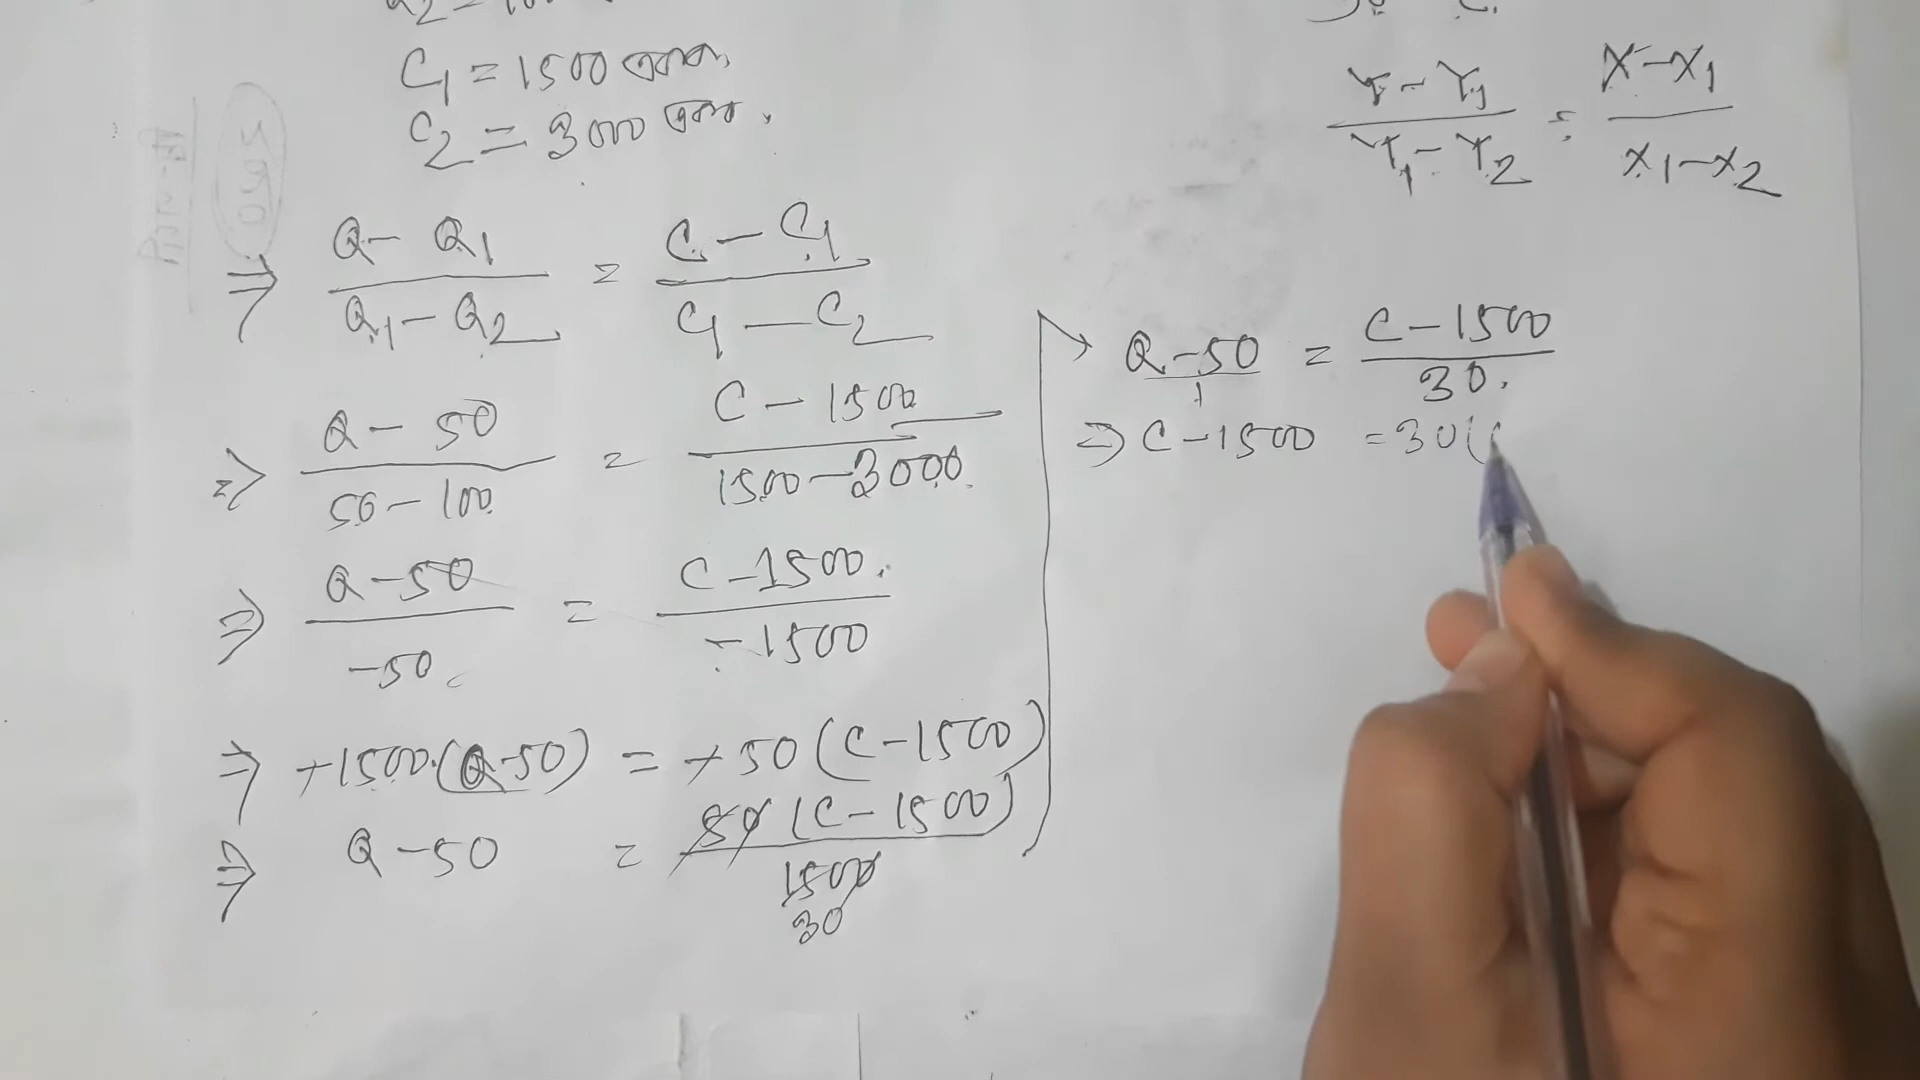 C1 = 1500 টাকা,
C2 = 3000 টাকা,
(Y - Y1)/(Y1 - Y2) = (X - X1)/(X1 - X2)
⇒ (Q - Q1)/(Q1 - Q2) = (C - C1)/(C1 - C2)
⇒ (Q - 50)/(50 - 100) = (C - 1500)/(1500 - 3000)
⇒ (Q - 50)/(-50) = (C - 1500)/(-1500)
⇒ +1500(Q-50) = +50(C-1500)
⇒ Q - 50 = 50(C - 1500)/1500
30
(Q - 50)/1 = (C - 1500)/30
⇒ C - 1500 = 30(